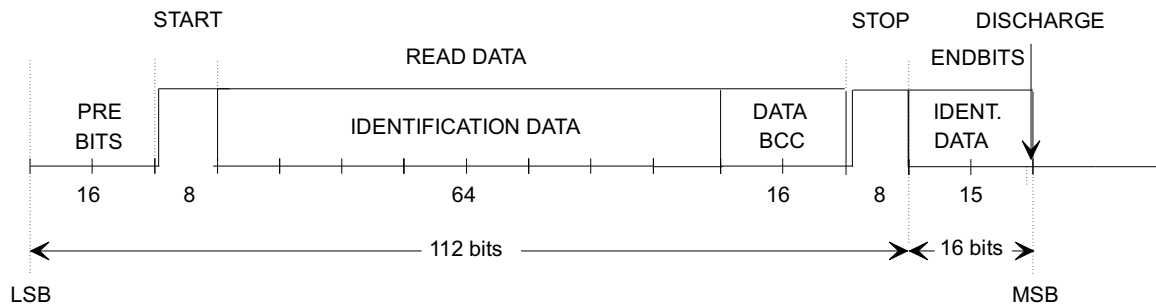 START
STOP
DISCHARGE
READ DATA
ENDBITS
PRE
BITS
IDENTIFICATION DATA
DATA
BCC
IDENT.
DATA
16
8
64
16
8
15
112 bits
16 bits
LSB
MSB